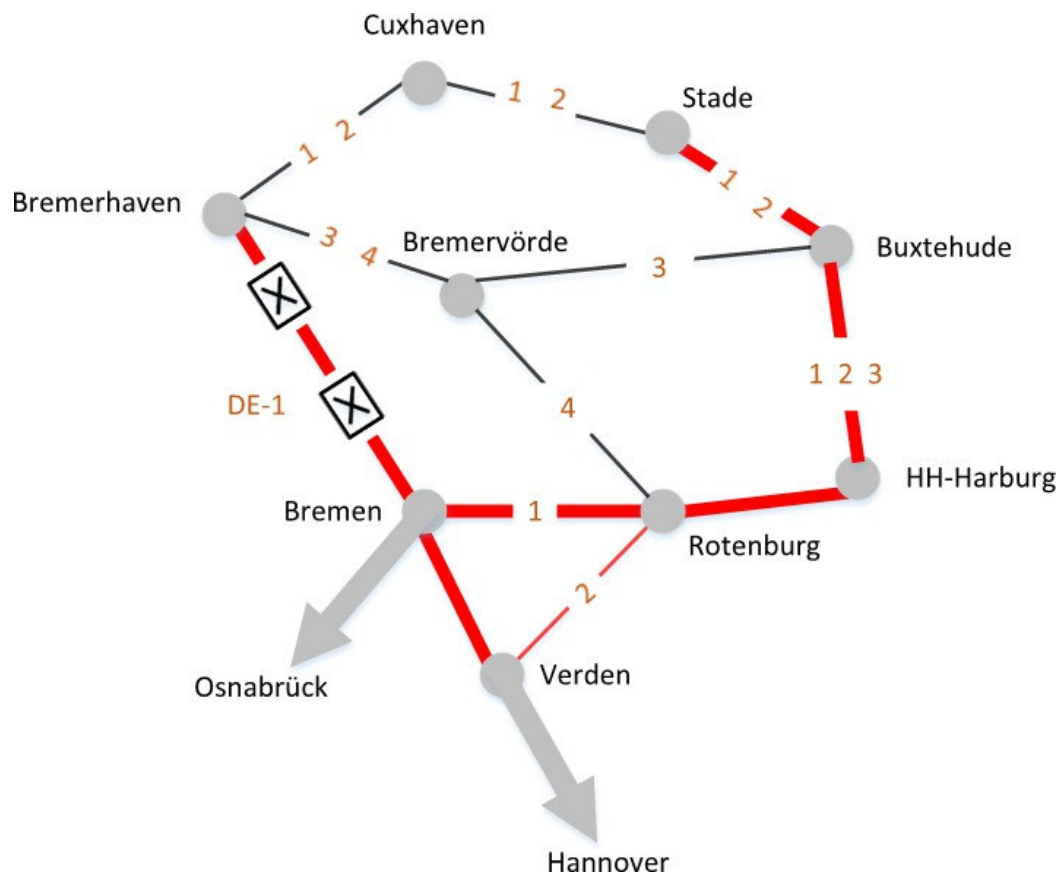 Cuxhaven
1 2
Stade
1 2
1 2
Bremerhaven
3 4
Bremervörde
3
Buxtehude
X
1 2 3
DE-1
X
4
HH-Harburg
Bremen
1
Rotenburg
2
Osnabrück
Verden
Hannover